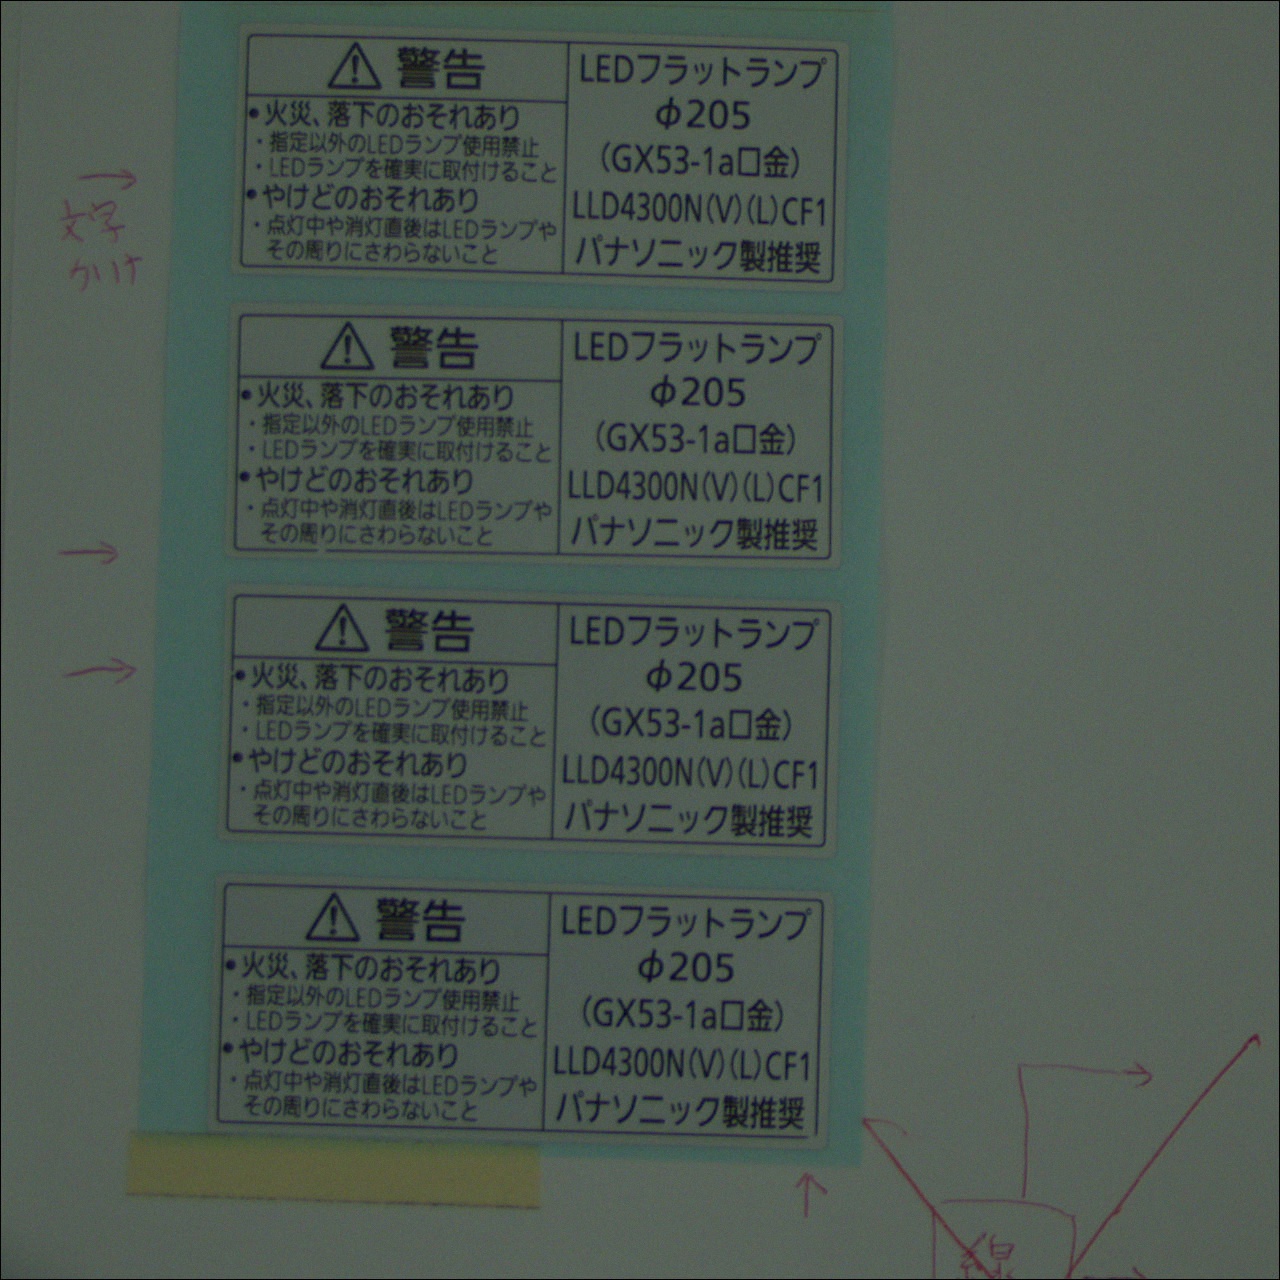 警告
●火災、落下のおそれあり
・指定以外のLEDランプ使用禁止
・LEDランプを確実に取付けること
●やけどのおそれあり
・点灯中や消灯直後はLEDランプや
その周りにさわらないこと
LEDフラットランプ
φ205
(GX53-1a口金)
LLD4300N(V)(L)CF1
パナソニック製推奨
警告
●火災、落下のおそれあり
・指定以外のLEDランプ使用禁止
・LEDランプを確実に取付けること
●やけどのおそれあり
・点灯中や消灯直後はLEDランプや
その周りにさわらないこと
LEDフラットランプ
φ205
(GX53-1a口金)
LLD4300N(V)(L)CF1
パナソニック製推奨
警告
●火災、落下のおそれあり
・指定以外のLEDランプ使用禁止
・LEDランプを確実に取付けること
●やけどのおそれあり
・点灯中や消灯直後はLEDランプや
その周りにさわらないこと
LEDフラットランプ
φ205
(GX53-1a口金)
LLD4300N(V)(L)CF1
パナソニック製推奨
警告
●火災、落下のおそれあり
・指定以外のLEDランプ使用禁止
・LEDランプを確実に取付けること
●やけどのおそれあり
・点灯中や消灯直後はLEDランプや
その周りにさわらないこと
LEDフラットランプ
φ205
(GX53-1a口金)
LLD4300N(V)(L)CF1
パナソニック製推奨
文字
カケ
線